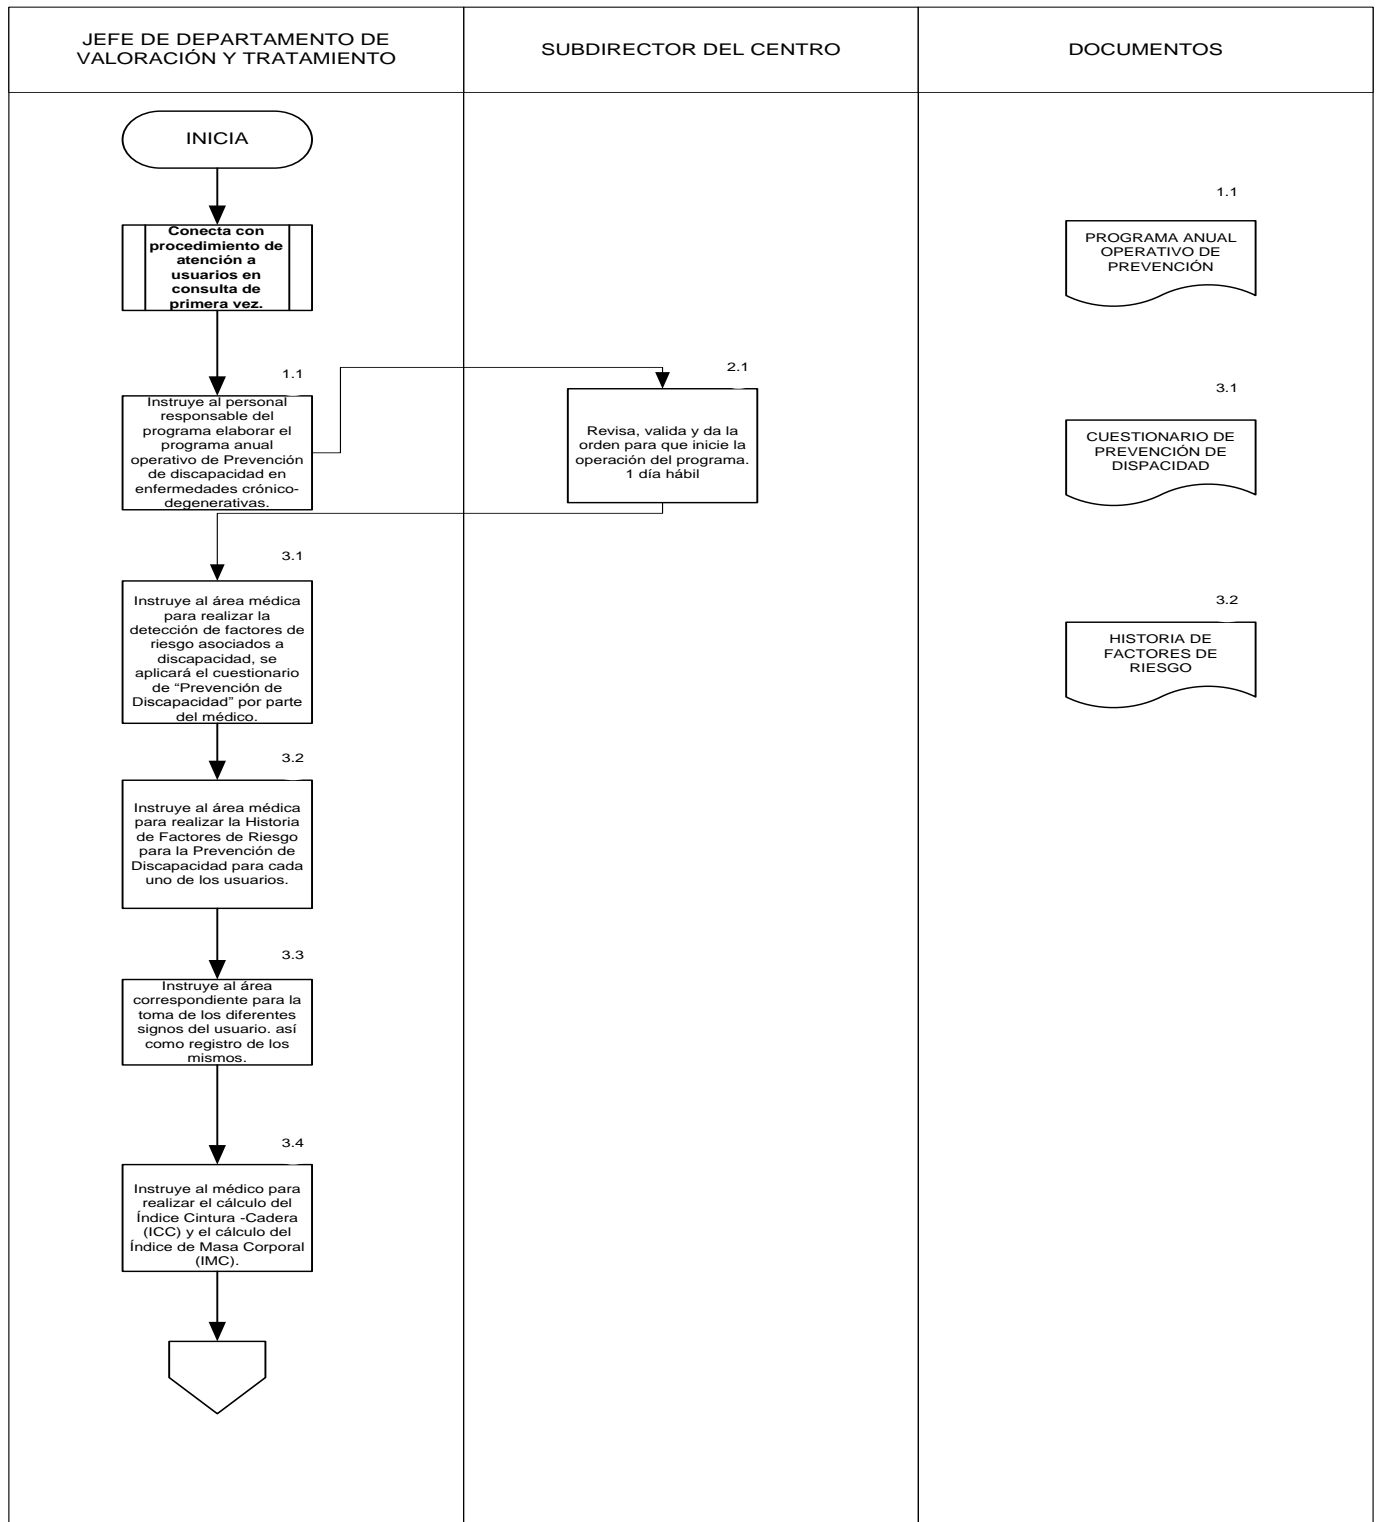 JEFE DE DEPARTAMENTO DE
VALORACIÓN Y TRATAMIENTO
SUBDIRECTOR DEL CENTRO
DOCUMENTOS
INICIA
Conecta con
procedimiento de
atención a
usuarios en
consulta de
primera vez.
1.1
Instruye al personal
responsable del
programa elaborar el
programa anual
operativo de Prevención
de discapacidad en
enfermedades crónico-
degenerativas.
2.1
Revisa, valida y da la
orden para que inicie la
operación del programa.
1 día hábil
3.1
Instruye al área médica
para realizar la
detección de factores de
riesgo asociados a
discapacidad, se
aplicará el cuestionario
de “Prevención de
Discapacidad” por parte
del médico.
3.2
Instruye al área médica
para realizar la Historia
de Factores de Riesgo
para la Prevención de
Discapacidad para cada
uno de los usuarios.
3.3
Instruye al área
correspondiente para la
toma de los diferentes
signos del usuario. así
como registro de los
mismos.
3.4
Instruye al médico para
realizar el cálculo del
Índice Cintura -Cadera
(ICC) y el cálculo del
Índice de Masa Corporal
(IMC).
1.1
PROGRAMA ANUAL
OPERATIVO DE
PREVENCIÓN
3.1
CUESTIONARIO DE
PREVENCIÓN DE
DISPACIDAD
3.2
HISTORIA DE
FACTORES DE
RIESGO